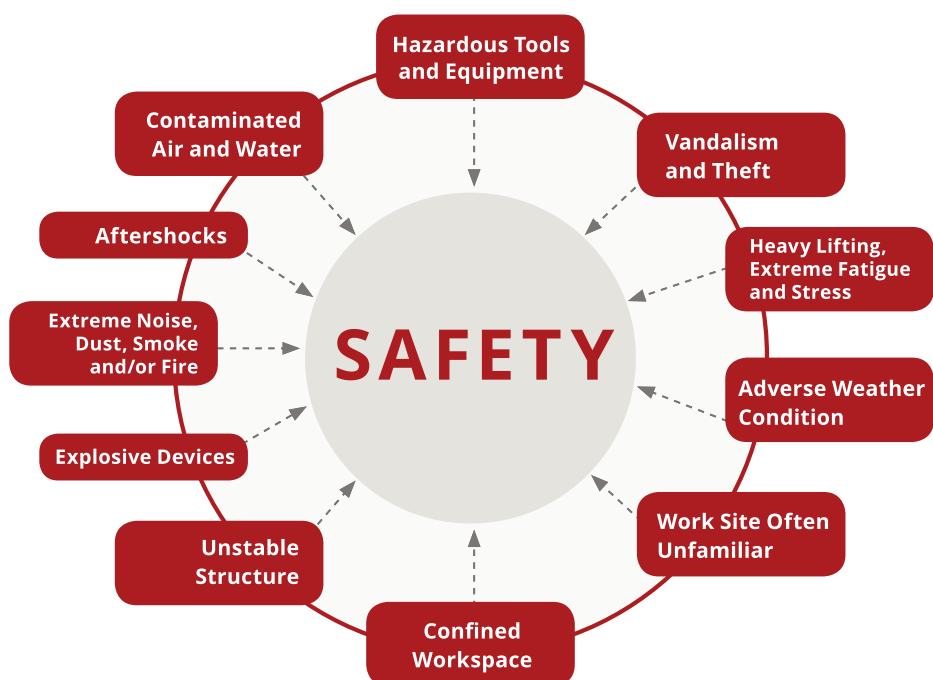 Hazardous Tools
and Equipment
Contaminated
Air and Water
Vandalism
and Theft
Aftershocks
Heavy Lifting,
Extreme Fatigue
and Stress
Extreme Noise,
Dust, Smoke
and/or Fire
SAFETY
Adverse Weather
Condition
Explosive Devices
Work Site Often
Unfamiliar
Unstable
Structure
Confined
Workspace